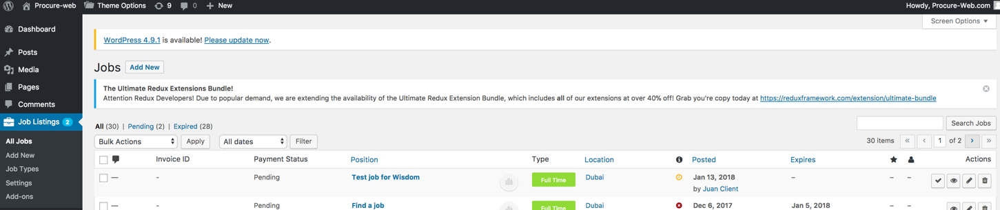 Procure-web Theme Options 9 0 New Howdy, Procure-Web.com
Screen Options
Dashboard
WordPress 4.9.1 is available! Please update now.
Posts
Media
Jobs Add New
Pages
The Ultimate Redux Extensions Bundle!
Attention Redux Developers! Due to popular demand, we are extending the availability of the Ultimate Redux Extension Bundle, which includes all of our extensions at over 40% off! Grab you're copy today at https://reduxframework.com/extension/ultimate-bundle
Comments
Job Listings 2
All (30) | Pending (2) | Expired (28) Search Jobs
All Jobs
Bulk Actions Apply All dates Filter 30 items « ‹ 1 of 2 › »
Add New
Invoice ID Payment Status Position Type Location Posted Expires Actions
Job Types
— - Pending Test job for Wisdom Full Time Dubai Jan 13, 2018 – – –
by Juan Client
Settings
Add-ons
— - Pending Find a job Full Time Dubai Dec 6, 2017 Jan 5, 2018 – –